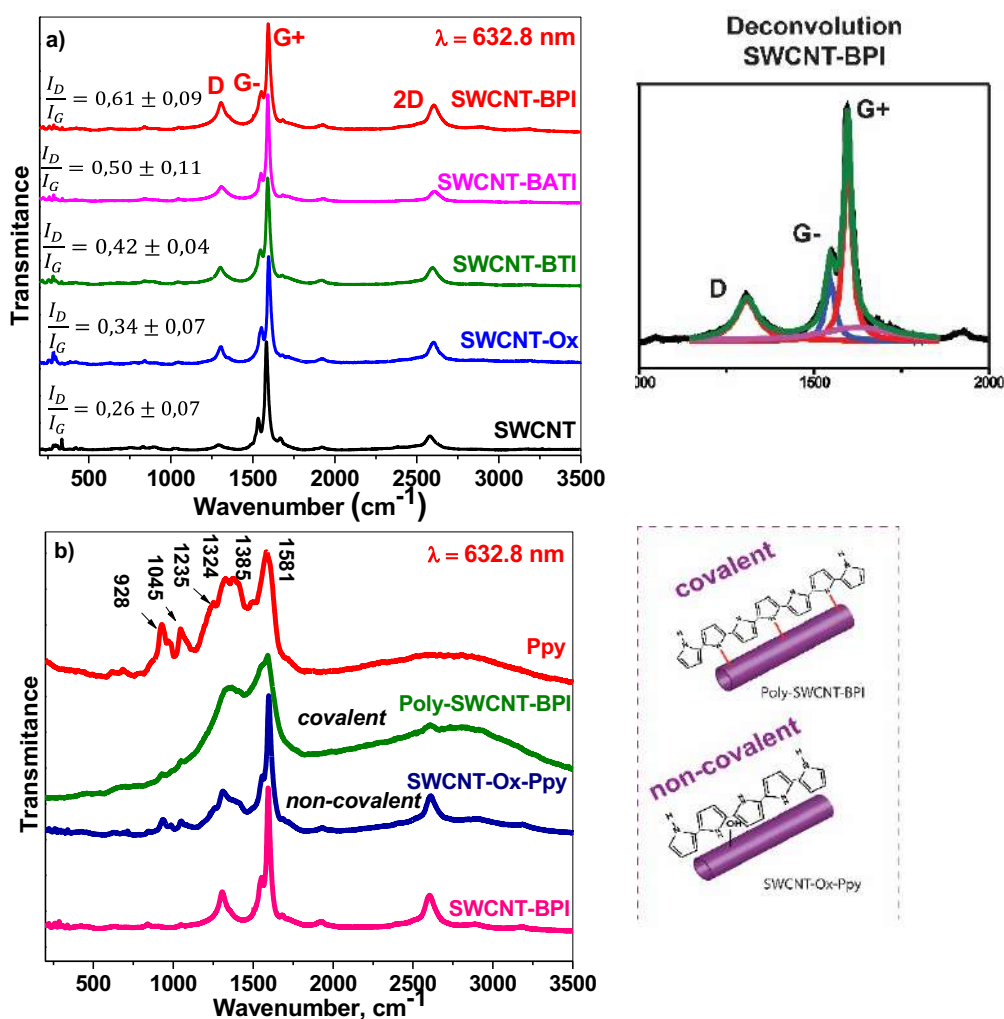 a)
G+
λ = 632.8 nm
D
G-
2D
I_D/I_G = 0,61 ± 0,09
SWCNT-BPI
I_D/I_G = 0,50 ± 0,11
SWCNT-BATI
I_D/I_G = 0,42 ± 0,04
SWCNT-BTI
I_D/I_G = 0,34 ± 0,07
SWCNT-Ox
I_D/I_G = 0,26 ± 0,07
SWCNT
Transmitance
500 1000 1500 2000 2500 3000 3500
Wavenumber (cm-1)
Deconvolution
SWCNT-BPI
G+
G-
D
000 1500 2000
b)
928
1045
1235
1324
1385
1581
λ = 632.8 nm
Ppy
Poly-SWCNT-BPI
covalent
SWCNT-Ox-Ppy
non-covalent
SWCNT-BPI
Transmitance
500 1000 1500 2000 2500 3000 3500
Wavenumber, cm-1
covalent
Poly-SWCNT-BPI
non-covalent
OH
SWCNT-Ox-Ppy